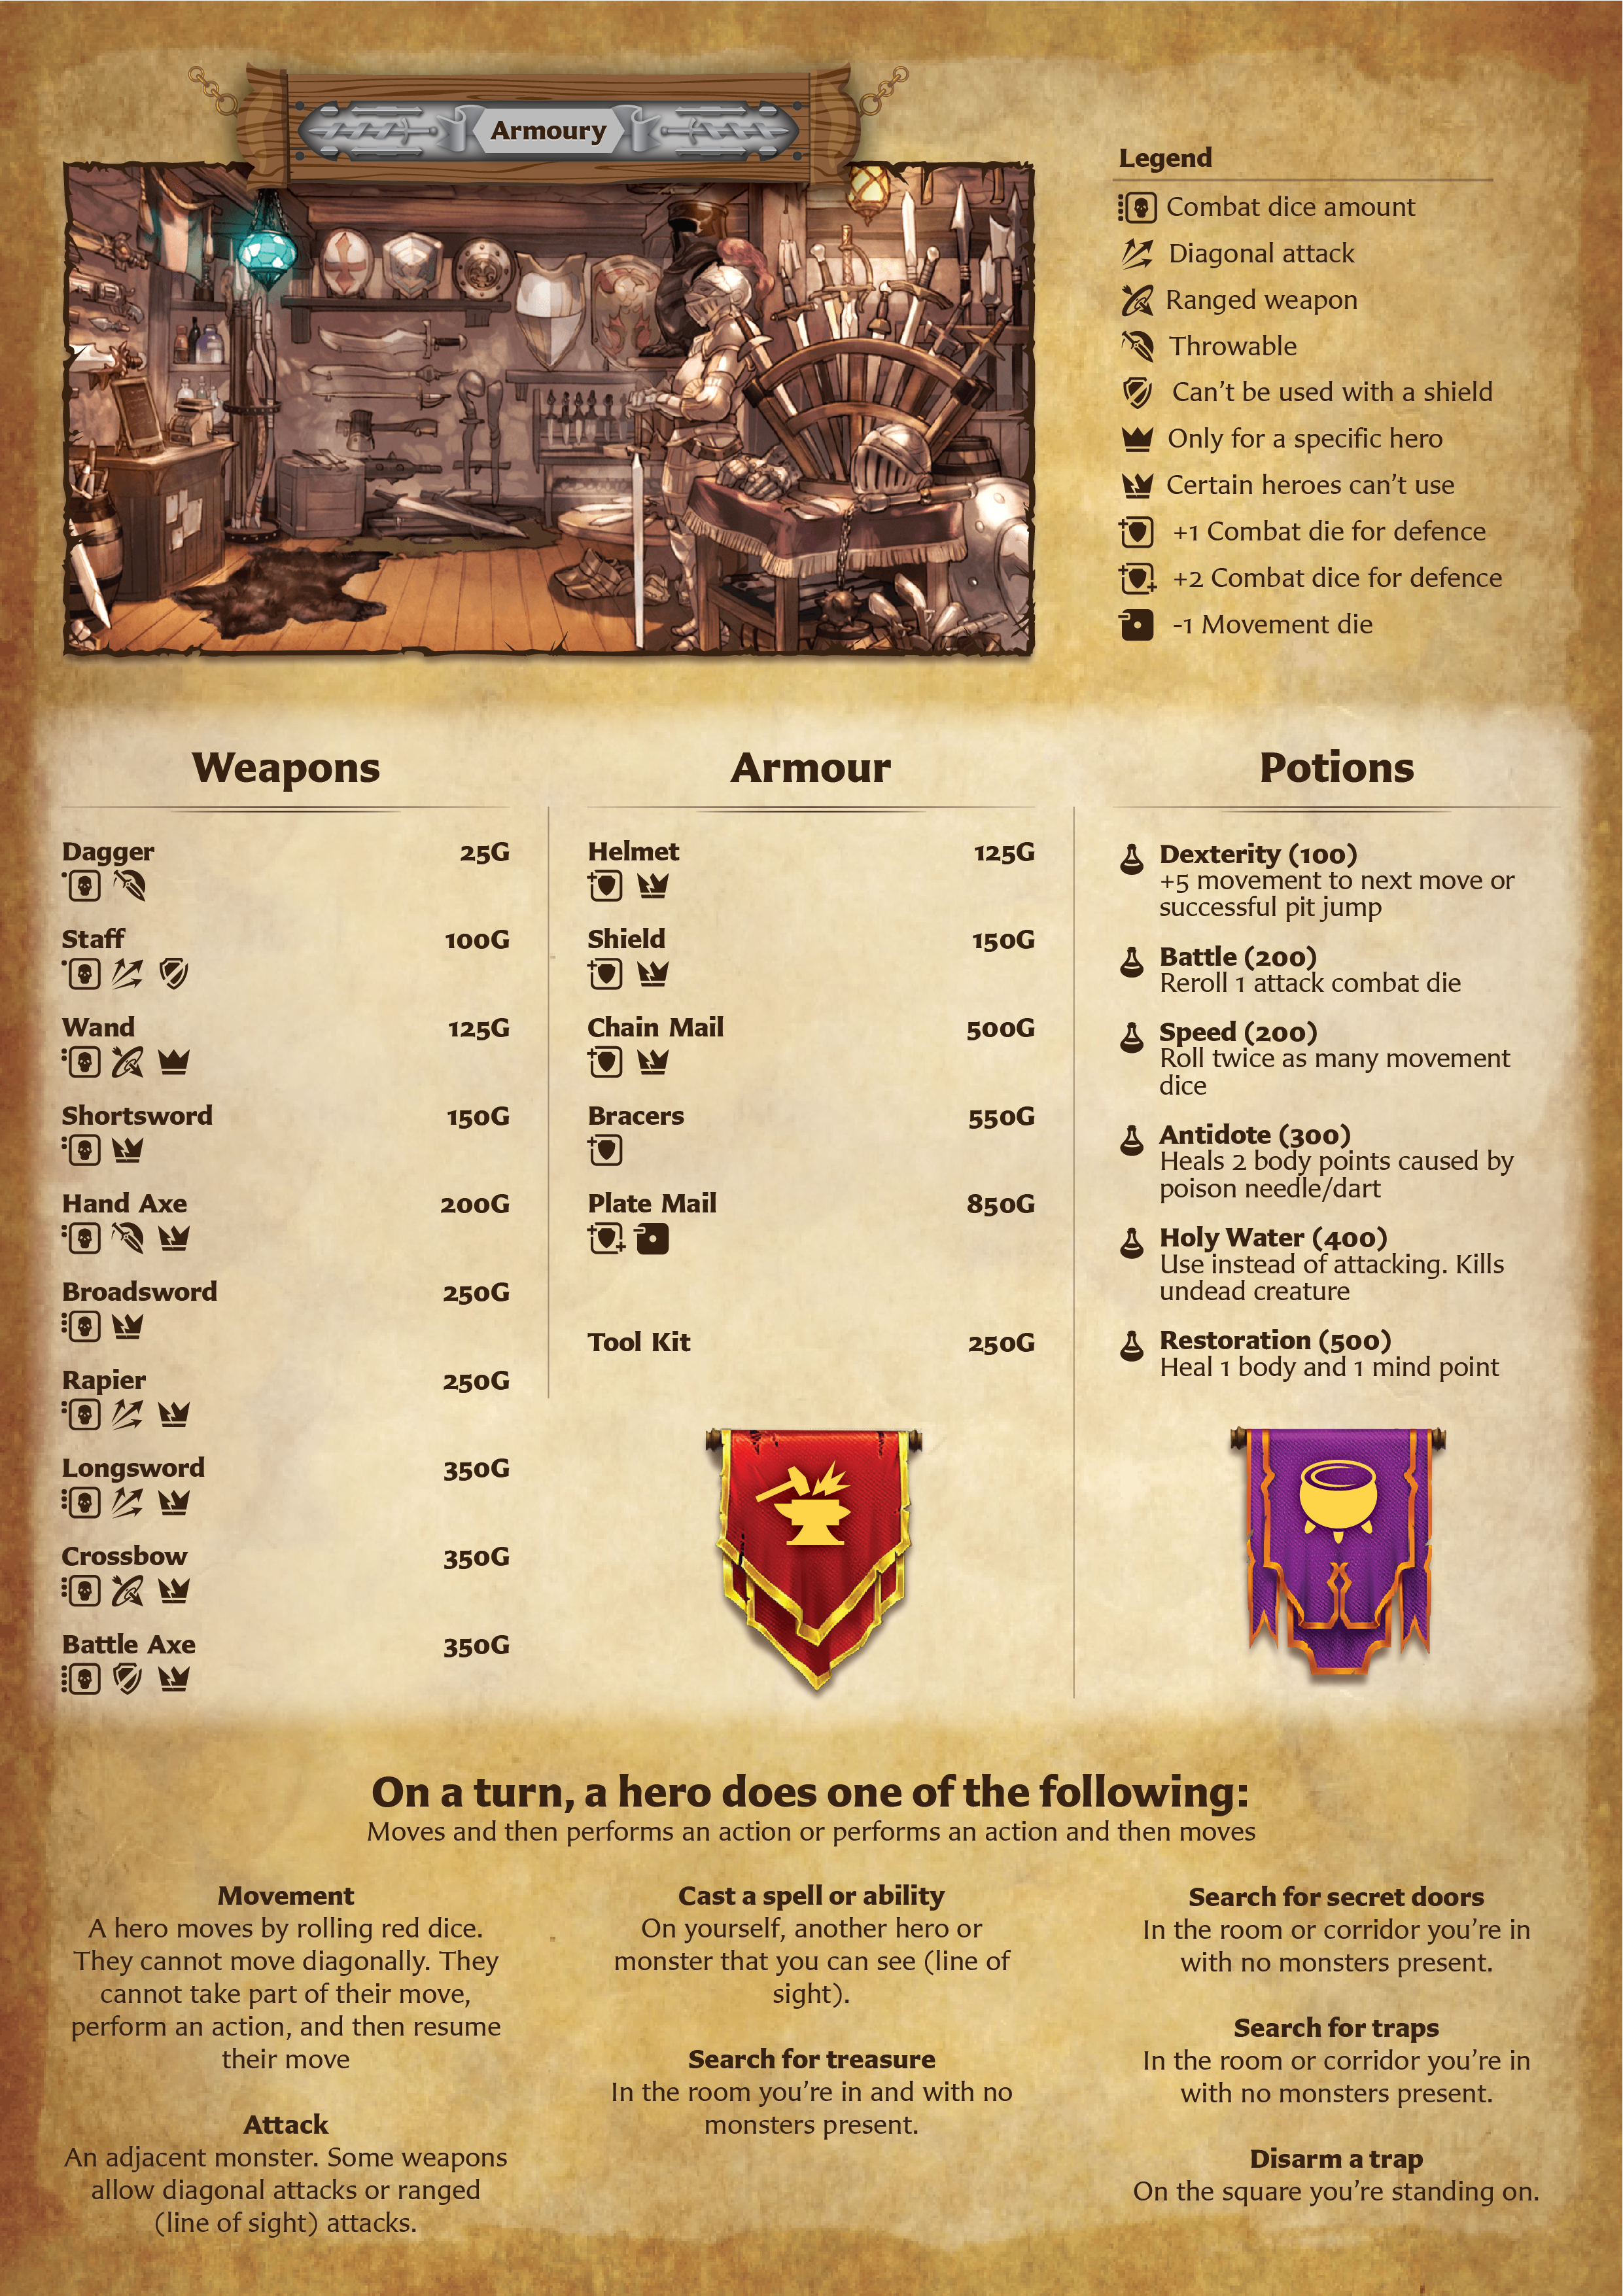 Armoury
Legend
Combat dice amount
Diagonal attack
Ranged weapon
Throwable
Can't be used with a shield
Only for a specific hero
Certain heroes can't use
+1 Combat die for defence
+2 Combat dice for defence
-1 Movement die
Weapons
Dagger 25G
Staff 100G
Wand 125G
Shortsword 150G
Hand Axe 200G
Broadsword 250G
Rapier 250G
Longsword 350G
Crossbow 350G
Battle Axe 350G
Armour
Helmet 125G
Shield 150G
Chain Mail 500G
Bracers 550G
Plate Mail 850G
Tool Kit 250G
Potions
Dexterity (100)
+5 movement to next move or
successful pit jump
Battle (200)
Reroll 1 attack combat die
Speed (200)
Roll twice as many movement
dice
Antidote (300)
Heals 2 body points caused by
poison needle/dart
Holy Water (400)
Use instead of attacking. Kills
undead creature
Restoration (500)
Heal 1 body and 1 mind point
On a turn, a hero does one of the following:
Moves and then performs an action or performs an action and then moves
Movement
A hero moves by rolling red dice.
They cannot move diagonally. They
cannot take part of their move,
perform an action, and then resume
their move
Attack
An adjacent monster. Some weapons
allow diagonal attacks or ranged
(line of sight) attacks.
Cast a spell or ability
On yourself, another hero or
monster that you can see (line of
sight).
Search for treasure
In the room you're in and with no
monsters present.
Search for secret doors
In the room or corridor you're in
with no monsters present.
Search for traps
In the room or corridor you're in
with no monsters present.
Disarm a trap
On the square you're standing on.